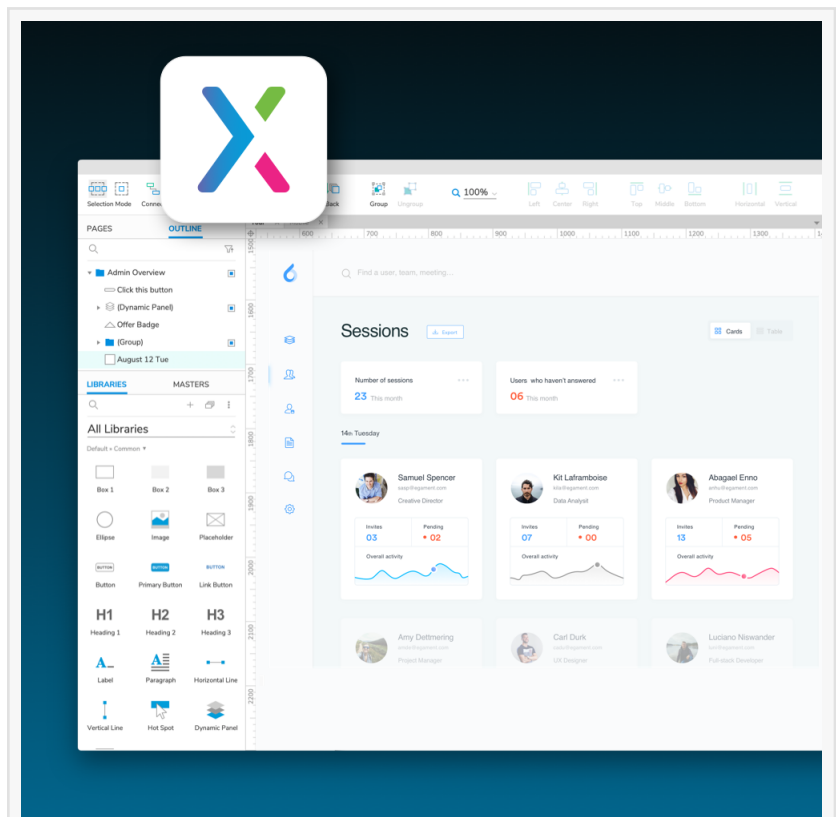 Selection Mode
Group
Ungroup
100%
Left
Center
Right
Top
Middle
Bottom
Horizontal
Vertical
PAGES
OUTLINE
600
700
800
900
1000
1100
1200
1300
1500
1600
1700
1800
1900
2000
2100
2200
Admin Overview
Click this button
(Dynamic Panel)
Offer Badge
(Group)
August 12 Tue
LIBRARIES
MASTERS
All Libraries
Default » Common
Box 1
Box 2
Box 3
Ellipse
Image
Placeholder
BUTTON
BUTTON
BUTTON
Button
Primary Button
Link Button
H1
H2
H3
Heading 1
Heading 2
Heading 3
Label
Paragraph
Horizontal Line
Vertical Line
Hot Spot
Dynamic Panel
Find a user, team, meeting...
Sessions
Export
Cards
Table
Number of sessions
23 This month
Users who haven't answered
06 This month
14th Tuesday
Samuel Spencer
Creative Director
Invites
Pending
03
02
Overall activity
Kit Laframboise
Data Analyst
Invites
Pending
07
00
Overall activity
Abagael Enno
Product Manager
Invites
Pending
13
05
Overall activity
Amy Dettmering
Project Manager
Carl Durk
UX Designer
Luciano Niswander
Full-stack Developer